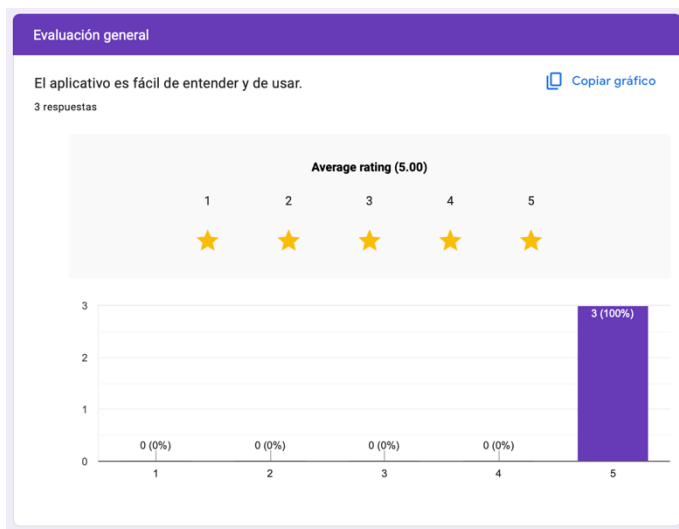 Evaluación general
El aplicativo es fácil de entender y de usar.
Copiar gráfico
3 respuestas
Average rating (5.00)
1 2 3 4 5
3
3 (100%)
2
1
0 (0%) 0 (0%) 0 (0%) 0 (0%)
0
1 2 3 4 5